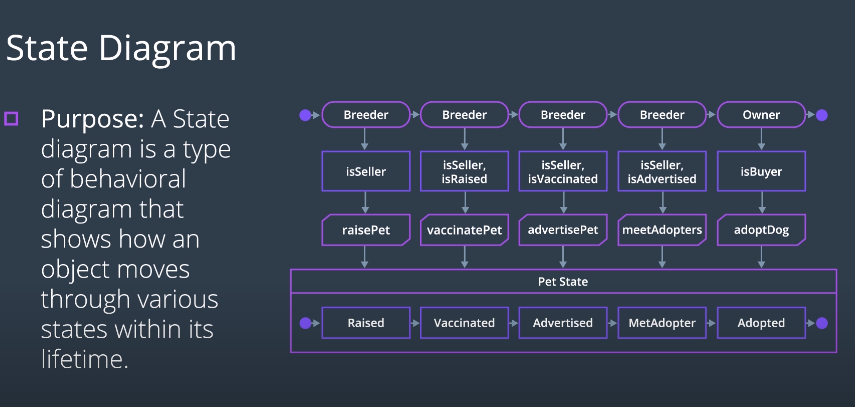 State Diagram
Purpose: A State
diagram is a type
of behavioral
diagram that
shows how an
object moves
through various
states within its
lifetime.
Breeder Breeder Breeder Breeder Owner
isSeller isSeller, isSeller, isSeller, isBuyer
isRaised isVaccinated isAdvertised
raisePet vaccinatePet advertisePet meetAdopters adoptDog
Pet State
Raised Vaccinated Advertised MetAdopter Adopted